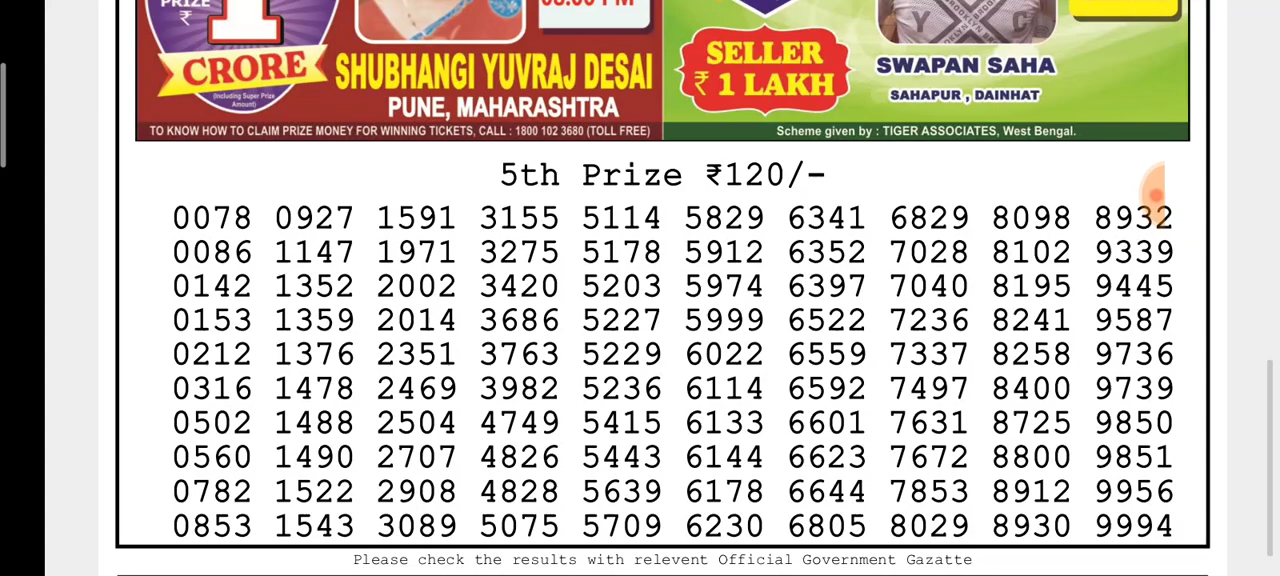 PRIZE
₹ 1
CRORE
(Including Super Prize
Amount)
SHUBHANGI YUVRAJ DESAI
PUNE, MAHARASHTRA
SELLER
₹ 1 LAKH
Y C
SWAPAN SAHA
SAHAPUR , DAINHAT
TO KNOW HOW TO CLAIM PRIZE MONEY FOR WINNING TICKETS, CALL : 1800 102 3680 (TOLL FREE)
Scheme given by : TIGER ASSOCIATES, West Bengal.
5th Prize ₹120/-
0078 0927 1591 3155 5114 5829 6341 6829 8098 8932
0086 1147 1971 3275 5178 5912 6352 7028 8102 9339
0142 1352 2002 3420 5203 5974 6397 7040 8195 9445
0153 1359 2014 3686 5227 5999 6522 7236 8241 9587
0212 1376 2351 3763 5229 6022 6559 7337 8258 9736
0316 1478 2469 3982 5236 6114 6592 7497 8400 9739
0502 1488 2504 4749 5415 6133 6601 7631 8725 9850
0560 1490 2707 4826 5443 6144 6623 7672 8800 9851
0782 1522 2908 4828 5639 6178 6644 7853 8912 9956
0853 1543 3089 5075 5709 6230 6805 8029 8930 9994
Please check the results with relevent Official Government Gazatte